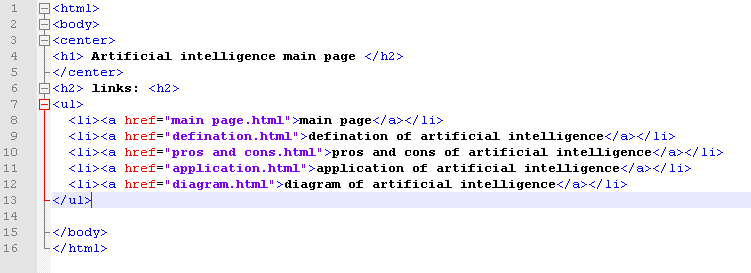 1 <html>
2 <body>
3 <center>
4 <h1> Artificial intelligence main page </h2>
5 </center>
6 <h2> links: <h2>
7 <ul>
8 <li><a href="main page.html">main page</a></li>
9 <li><a href="defination.html">defination of artificial intelligence</a></li>
10 <li><a href="pros and cons.html">pros and cons of artificial intelligence</a></li>
11 <li><a href="application.html">application of artificial intelligence</a></li>
12 <li><a href="diagram.html">diagram of artificial intelligence</a></li>
13 </ul>
14
15 </body>
16 </html>